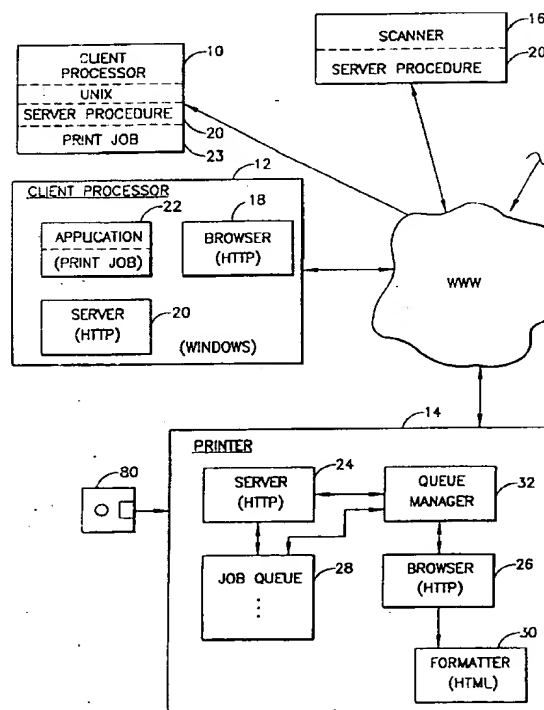 10
CLIENT
PROCESSOR
UNIX
SERVER PROCEDURE
20
PRINT JOB
23
16
SCANNER
SERVER PROCEDURE
20
12
CLIENT PROCESSOR
22
APPLICATION
(PRINT JOB)
18
BROWSER
(HTTP)
20
SERVER
(HTTP)
(WINDOWS)
WWW
14
PRINTER
80
24
SERVER
(HTTP)
32
QUEUE
MANAGER
28
JOB QUEUE
26
BROWSER
(HTTP)
30
FORMATTER
(HTML)